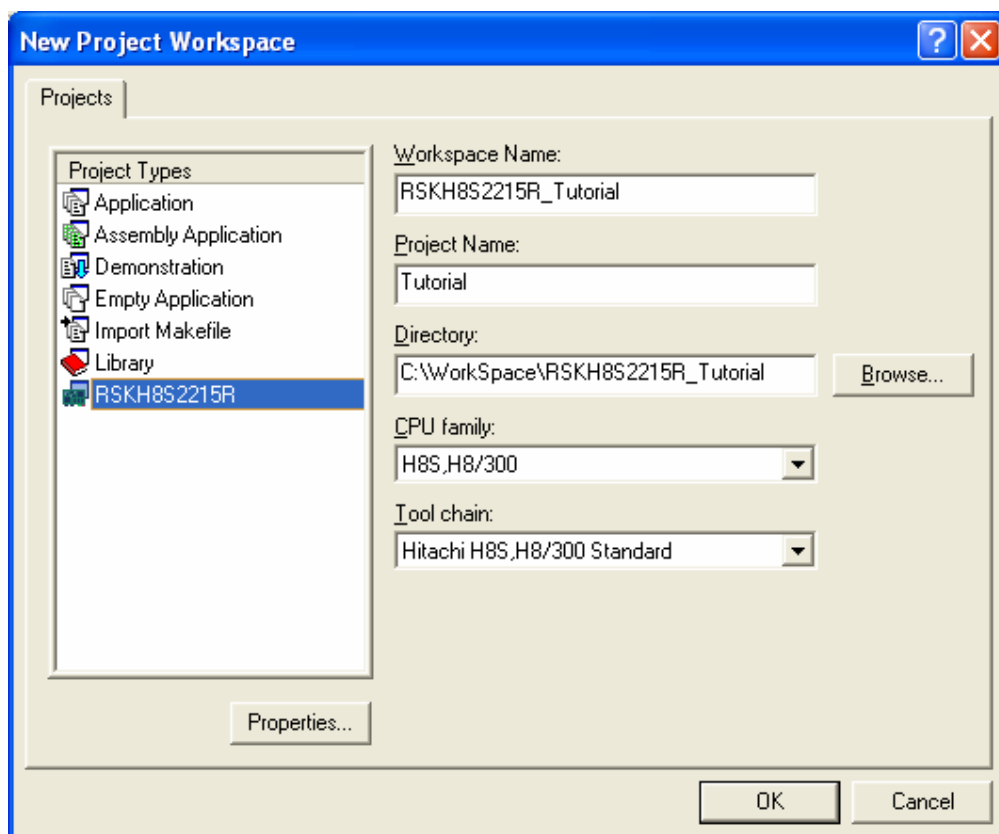 New Project Workspace
Projects
Project Types
Application
Assembly Application
Demonstration
Empty Application
Import Makefile
Library
RSKH8S2215R
Properties...
Workspace Name:
RSKH8S2215R_Tutorial
Project Name:
Tutorial
Directory:
C:\WorkSpace\RSKH8S2215R_Tutorial
Browse...
CPU family:
H8S,H8/300
Tool chain:
Hitachi H8S,H8/300 Standard
OK
Cancel